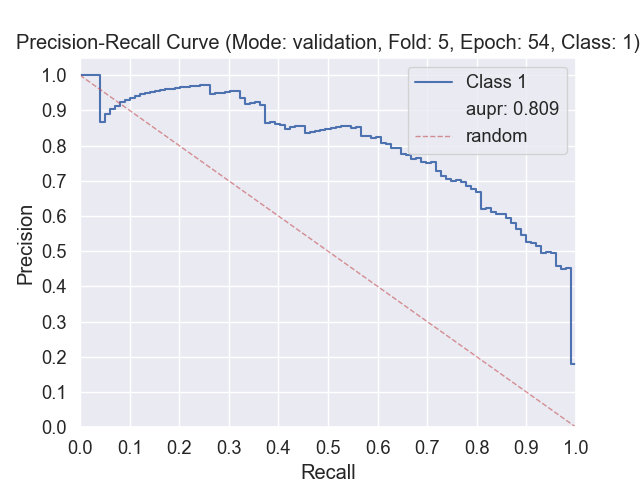 Precision-Recall Curve (Mode: validation, Fold: 5, Epoch: 54, Class: 1)
Class 1
aupr: 0.809
random
1.0
0.9
0.8
0.7
0.6
0.5
0.4
0.3
0.2
0.1
0.0
Precision
0.0 0.1 0.2 0.3 0.4 0.5 0.6 0.7 0.8 0.9 1.0
Recall